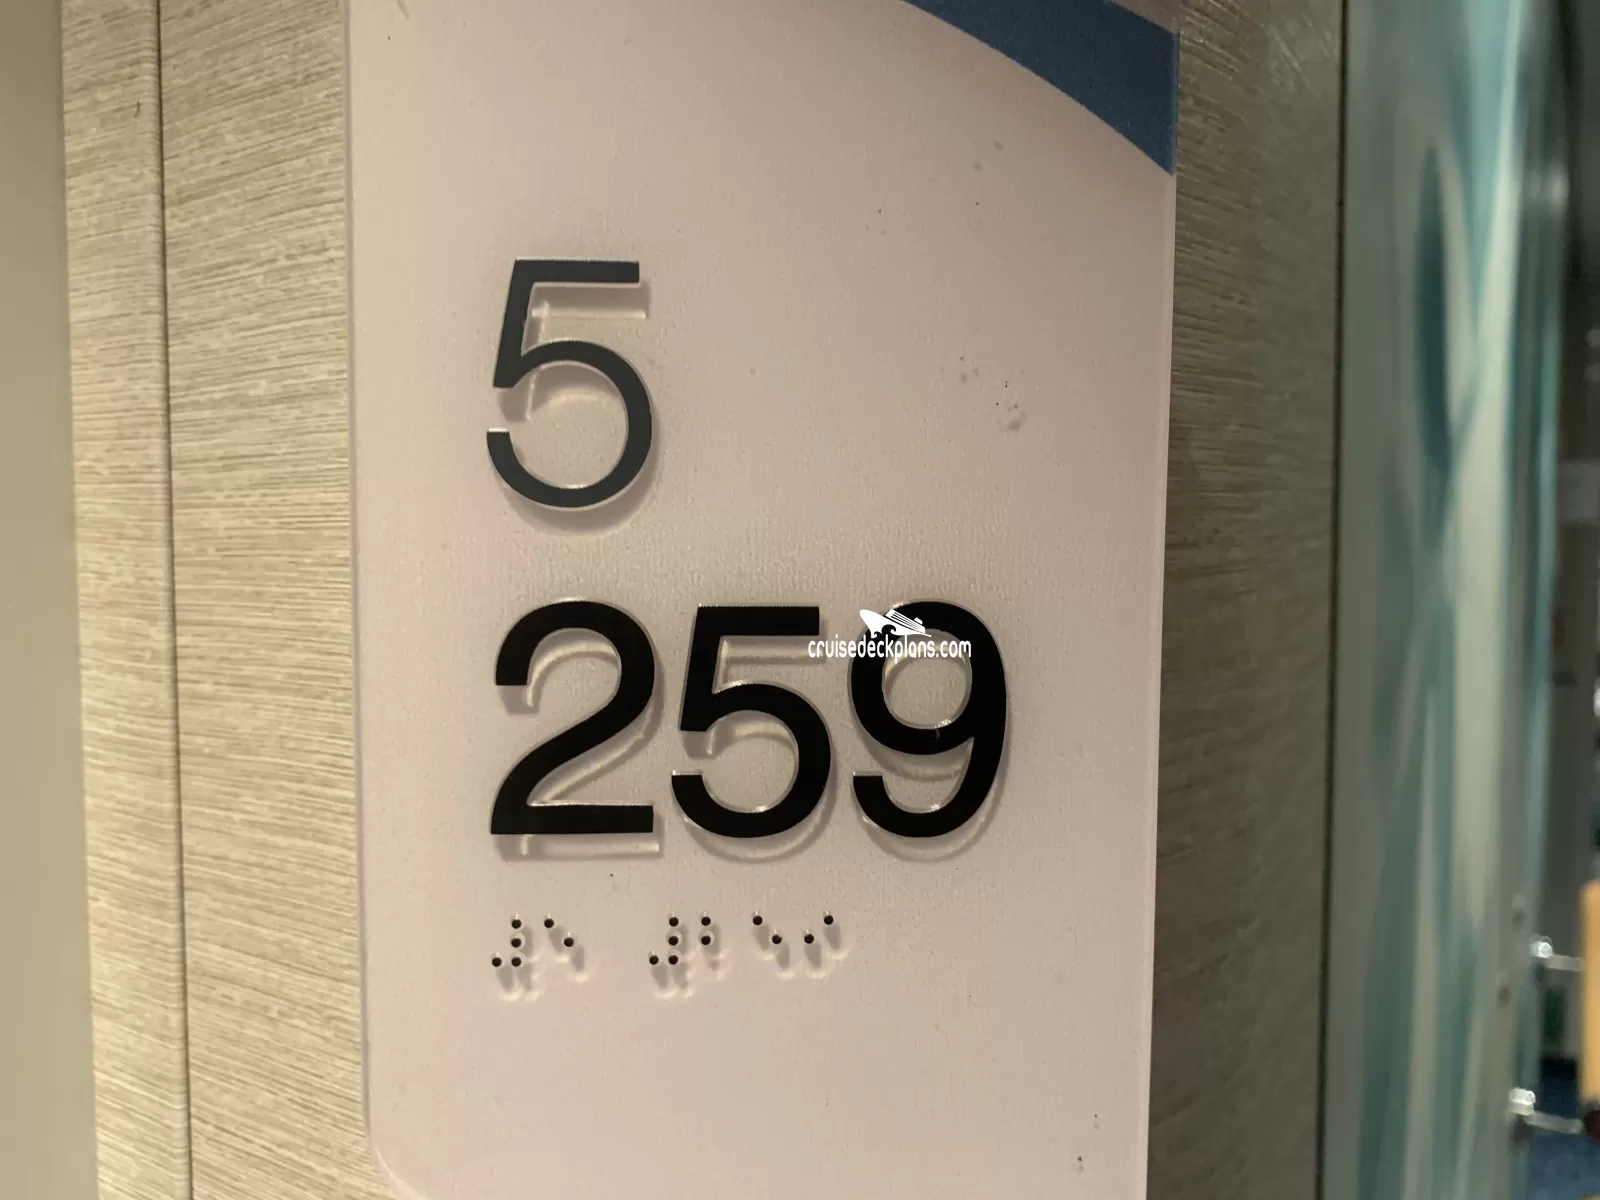 5
259
cruisedeckplans.com
⠼⠑ ⠼⠃⠑⠊